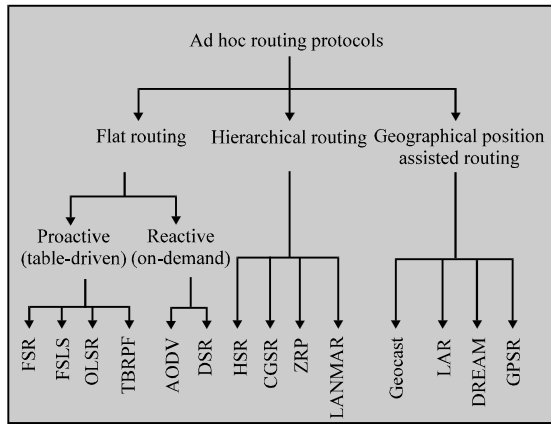 Ad hoc routing protocols
Flat routing
Hierarchical routing
Geographical position
assisted routing
Proactive
(table-driven)
Reactive
(on-demand)
FSR
FSLS
OLSR
TBRPF
AODV
DSR
HSR
CGSR
ZRP
LANMAR
Geocast
LAR
DREAM
GPSR